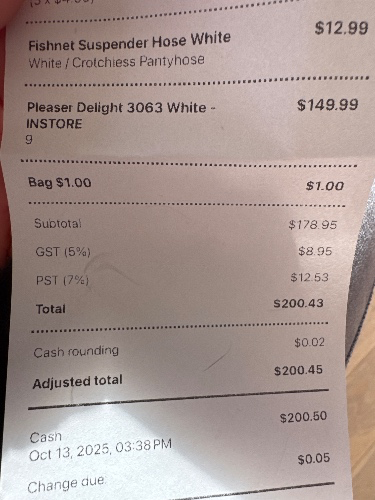 Fishnet Suspender Hose White $12.99
White / Crotchless Pantyhose
Pleaser Delight 3063 White - $149.99
INSTORE
9
Bag $1.00 $1.00
Subtotal $178.95
GST (5%) $8.95
PST (7%) $12.53
Total $200.43
Cash rounding $0.02
Adjusted total $200.45
Cash $200.50
Oct 13, 2025, 03:38 PM
Change due $0.05